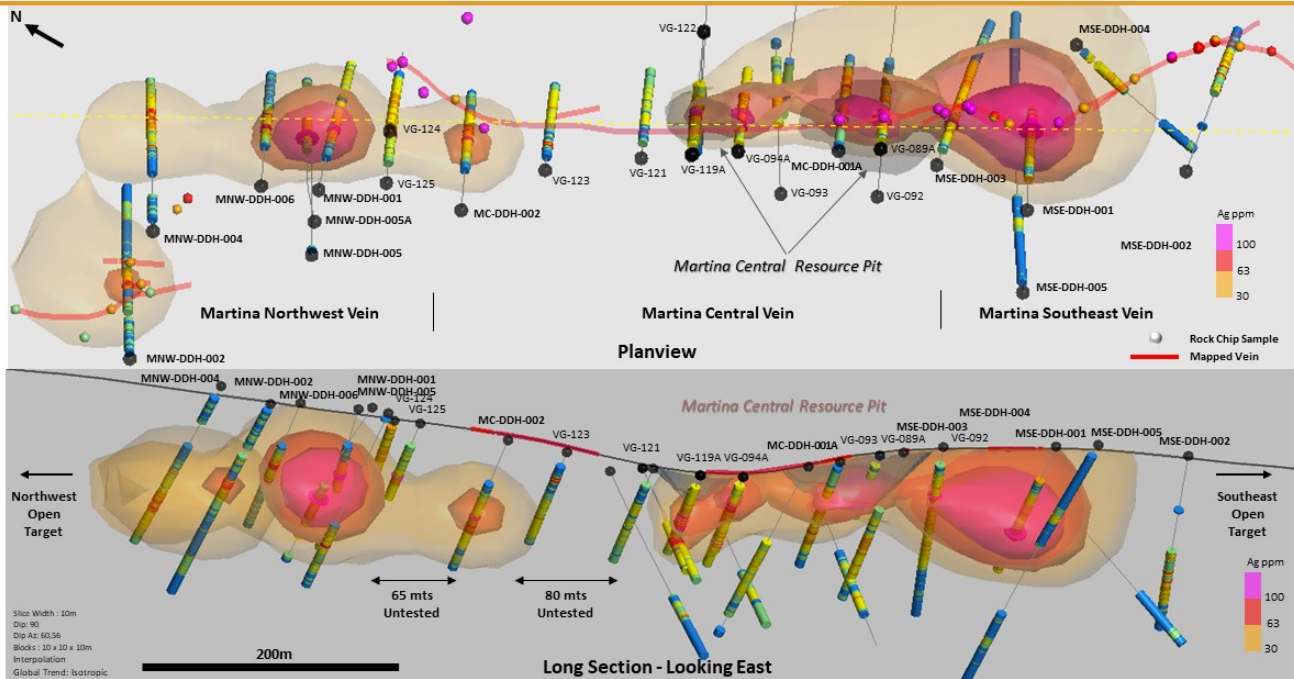 N
VG-122
MSE-DDH-004
VG-124
VG-119A
VG-094A
MC-DDH-001A
VG-089A
MNW-DDH-006
MNW-DDH-001
VG-125
VG-123
VG-121
VG-093
VG-092
MSE-DDH-003
MNW-DDH-004
MNW-DDH-005A
MC-DDH-002
MSE-DDH-001
MNW-DDH-005
MSE-DDH-002
MSE-DDH-005
Martina Central Resource Pit
Ag ppm
100
63
30
Martina Northwest Vein
Martina Central Vein
Martina Southeast Vein
MNW-DDH-002
Planview
Rock Chip Sample
Mapped Vein
MNW-DDH-004
MNW-DDH-002
MNW-DDH-006
MNW-DDH-001
MNW-DDH-005
VG-124
VG-125
MC-DDH-002
VG-123
VG-121
VG-119A
VG-094A
MC-DDH-001A
VG-093
VG-089A
MSE-DDH-003
VG-092
MSE-DDH-004
MSE-DDH-001
MSE-DDH-005
MSE-DDH-002
Martina Central Resource Pit
Northwest
Open
Target
Southeast
Open
Target
65 mts
Untested
80 mts
Untested
Ag ppm
100
63
30
Slice Width : 10m
Dip: 90
Dip Az: 60,56
Blocks : 10 x 10 x 10m
Interpolation
Global Trend: Isotropic
200m
Long Section - Looking East